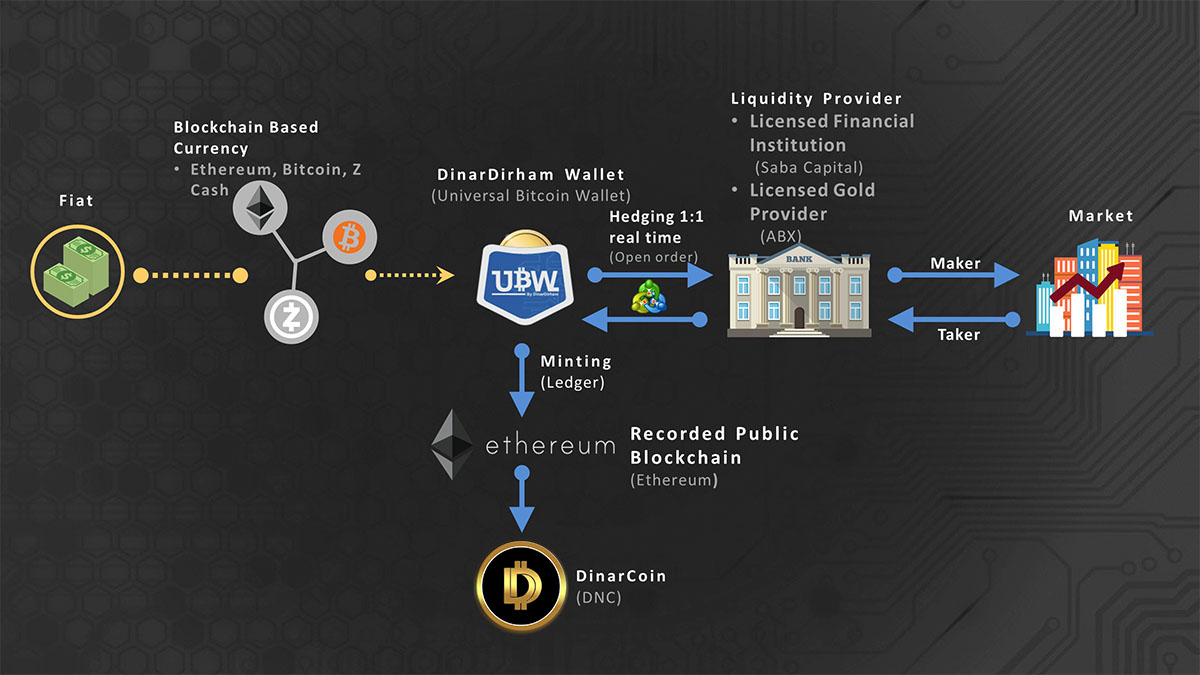 Fiat
Blockchain Based
Currency
• Ethereum, Bitcoin, Z
Cash
DinarDirham Wallet
(Universal Bitcoin Wallet)
UBW
By DinarDirham
Hedging 1:1
real time
(Open order)
Liquidity Provider
• Licensed Financial
Institution
(Saba Capital)
• Licensed Gold
Provider
(ABX)
BANK
Maker
Taker
Market
Minting
(Ledger)
ethereum
Recorded Public
Blockchain
(Ethereum)
DinarCoin
(DNC)